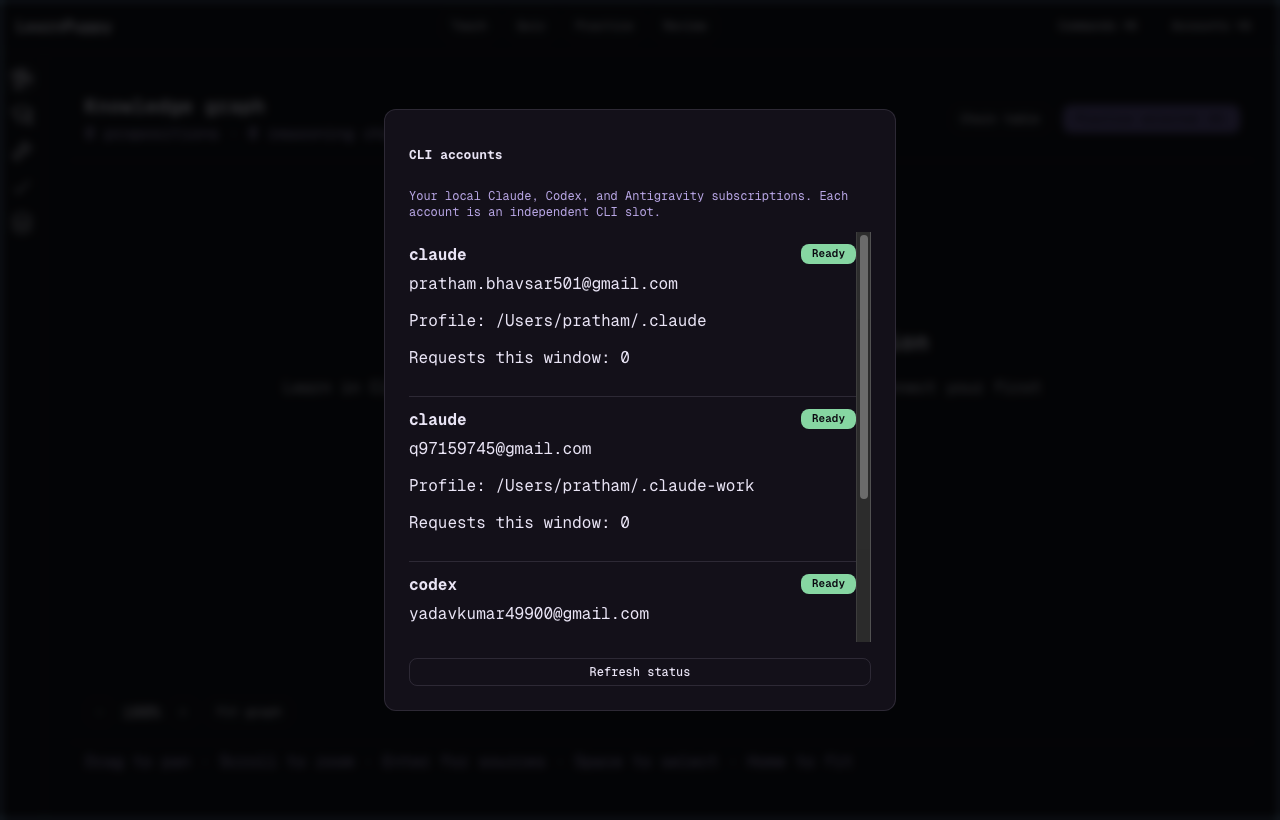 Knowledge graph
CLI accounts
Your local Claude, Codex, and Antigravity subscriptions. Each
account is an independent CLI slot.
claude
Ready
pratham.bhavsar501@gmail.com
Profile: /Users/pratham/.claude
Requests this window: 0
claude
Ready
q97159745@gmail.com
Profile: /Users/pratham/.claude-work
Requests this window: 0
codex
Ready
yadavkumar49900@gmail.com
Refresh status